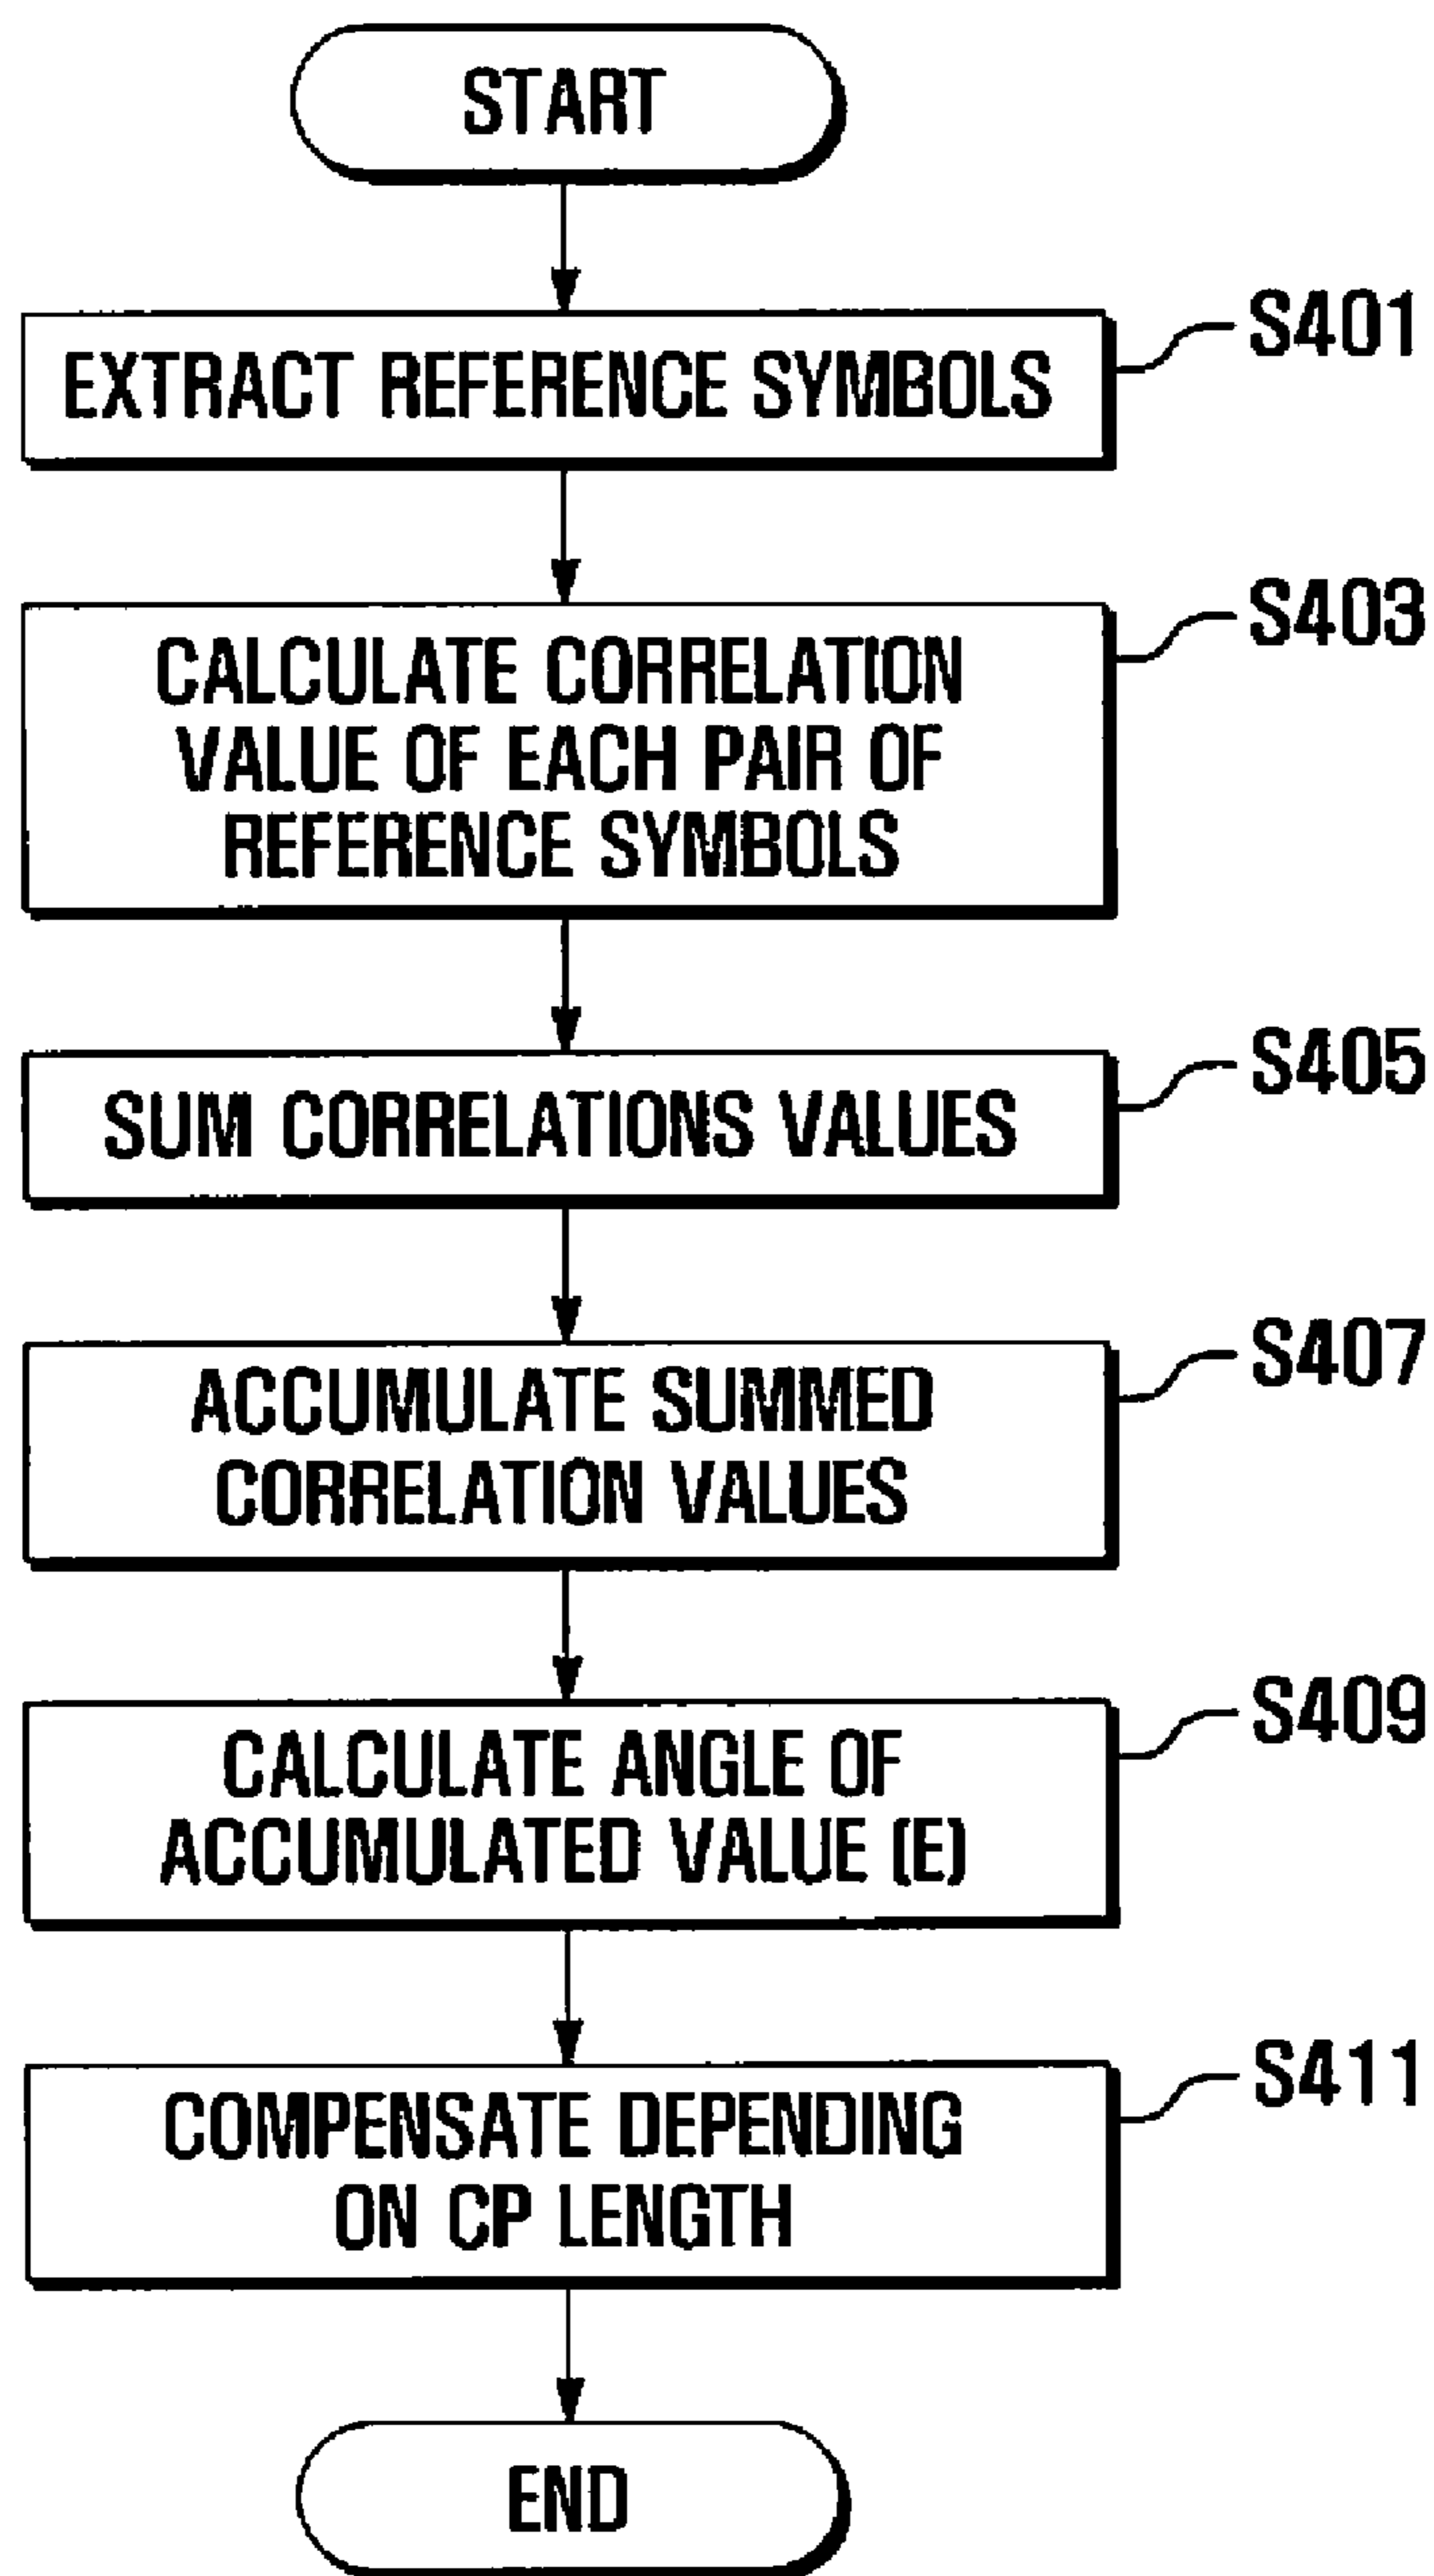 START
EXTRACT REFERENCE SYMBOLS
S401
CALCULATE CORRELATION
VALUE OF EACH PAIR OF
REFERENCE SYMBOLS
S403
SUM CORRELATIONS VALUES
S405
ACCUMULATE SUMMED
CORRELATION VALUES
S407
CALCULATE ANGLE OF
ACCUMULATED VALUE (E)
S409
COMPENSATE DEPENDING
ON CP LENGTH
S411
END